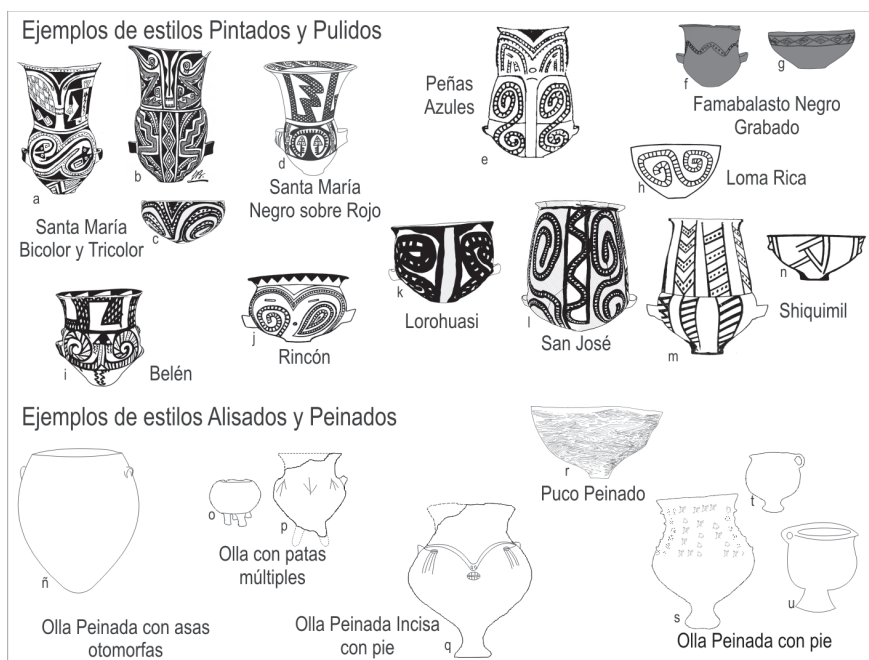 Ejemplos de estilos Pintados y Pulidos
a
b
Santa María
Bicolor y Tricolor
c
d
Santa María
Negro sobre Rojo
Peñas
Azules
e
f
g
Famabalasto Negro
Grabado
h
Loma Rica
i
Belén
j
Rincón
k
Lorohuasi
l
San José
m
n
Shiquimil
Ejemplos de estilos Alisados y Peinados
ñ
Olla Peinada con asas
otomorfas
o
p
Olla con patas
múltiples
Olla Peinada Incisa
con pie
q
r
Puco Peinado
s
t
u
Olla Peinada con pie